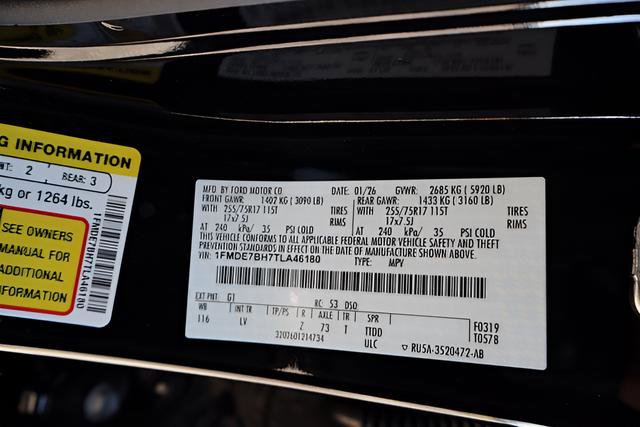 G INFORMATION
NT: 2 REAR: 3
kg or 1264 lbs.
SEE OWNERS
MANUAL FOR
ADDITIONAL
INFORMATION
1FMDE7BH7TLA46180
MFD. BY FORD MOTOR CO. DATE: 01/26 GVWR: 2685 KG ( 5920 LB)
FRONT GAWR: 1402 KG ( 3090 LB) REAR GAWR: 1433 KG ( 3160 LB)
WITH 255/75R17 115T TIRES WITH 255/75R17 115T TIRES
17x7.5J RIMS 17x7.5J RIMS
AT 240 kPa/ 35 PSI COLD AT 240 kPa/ 35 PSI COLD
THIS VEHICLE CONFORMS TO ALL APPLICABLE FEDERAL MOTOR VEHICLE SAFETY AND THEFT
PREVENTION STANDARDS IN EFFECT ON THE DATE OF MANUFACTURE SHOWN ABOVE.
VIN: 1FMDE7BH7TLA46180 TYPE: MPV
EXT PNT: G1 RC: 53 DSO:
WB INT TR TP/PS R AXLE TR SPR F0319
116 LV Z 73 T TTDD T0578
3207601214734 ULC RU5A-3520472-AB